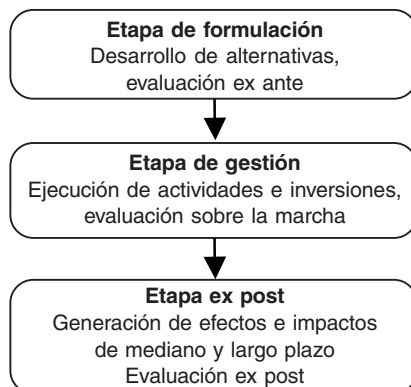 Etapa de formulación
Desarrollo de alternativas,
evaluación ex ante
Etapa de gestión
Ejecución de actividades e inversiones,
evaluación sobre la marcha
Etapa ex post
Generación de efectos e impactos
de mediano y largo plazo
Evaluación ex post